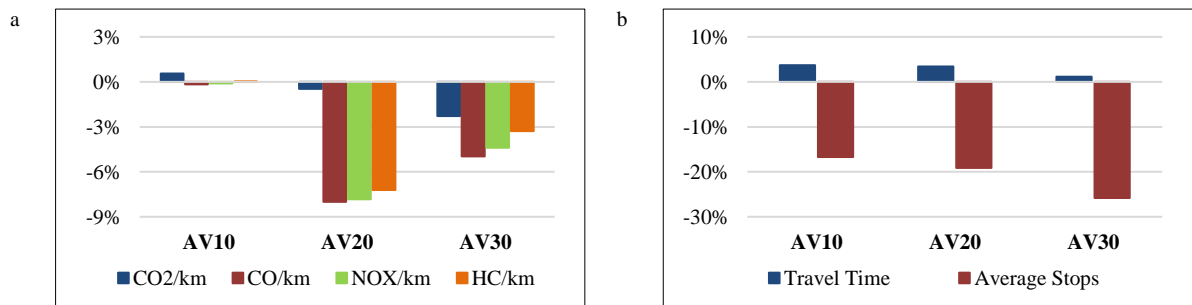 a
3%
0%
-3%
-6%
-9%
AV10 AV20 AV30
CO2/km CO/km NOX/km HC/km
b
10%
0%
-10%
-20%
-30%
AV10 AV20 AV30
Travel Time Average Stops